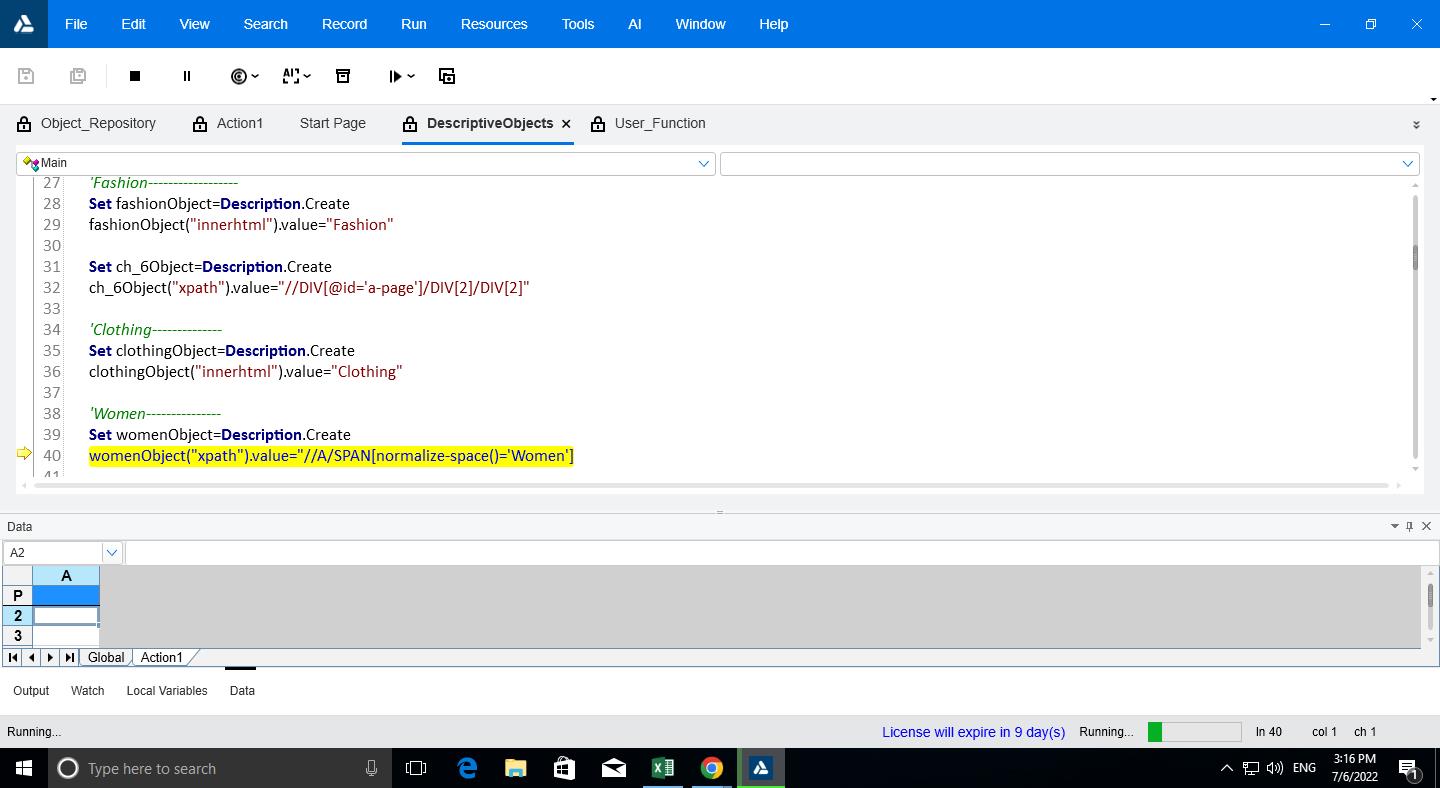 File Edit View Search Record Run Resources Tools AI Window Help
Object_Repository Action1 Start Page DescriptiveObjects User_Function
Main
27 'Fashion------------------
28 Set fashionObject=Description.Create
29 fashionObject("innerhtml").value="Fashion"
30
31 Set ch_6Object=Description.Create
32 ch_6Object("xpath").value="//DIV[@id='a-page']/DIV[2]/DIV[2]"
33
34 'Clothing--------------
35 Set clothingObject=Description.Create
36 clothingObject("innerhtml").value="Clothing"
37
38 'Women---------------
39 Set womenObject=Description.Create
40 womenObject("xpath").value="//A/SPAN[normalize-space()='Women']
41
Data
A2
A
P
2
3
Global Action1
Output Watch Local Variables Data
Running... License will expire in 9 day(s) Running... ln 40 col 1 ch 1
Type here to search ENG 3:16 PM
7/6/2022 1